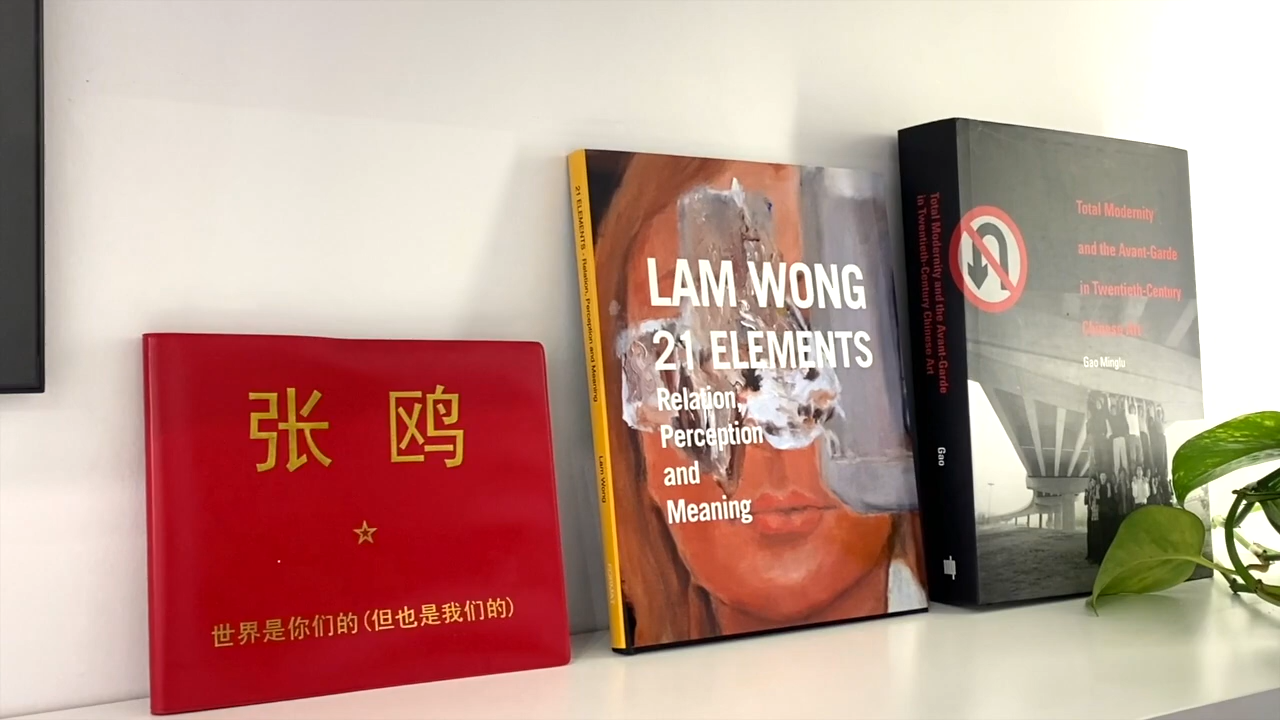 张 鸥
世界是你们的(但也是我们的)
21 ELEMENTS - Relation, Perception and Meaning
Lam Wong
LAM WONG
21 ELEMENTS
Relation,
Perception
and
Meaning
Total Modernity and the Avant-Garde
in Twentieth-Century Chinese Art
Gao
Total Modernity
and the Avant-Garde
in Twentieth-Century
Chinese Art
Gao Minglu